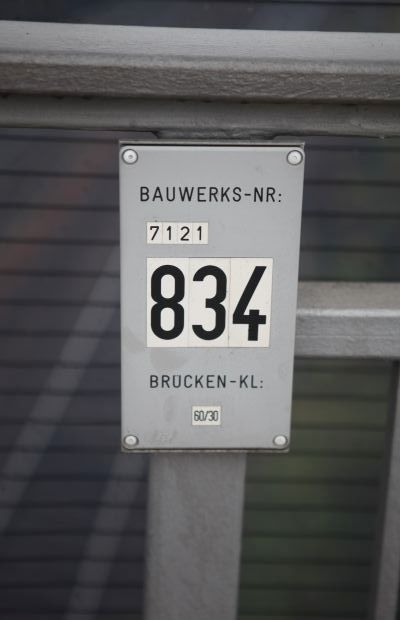 BAUWERKS-NR:
7121
834
BRÜCKEN-KL:
60/30